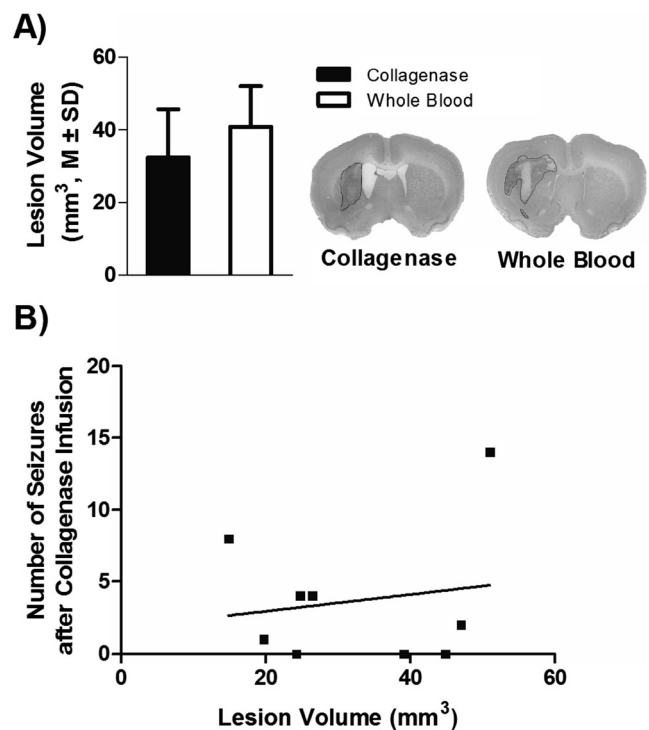 A)
Lesion Volume
(mm³, M ± SD)
60
40
20
0
Collagenase
Whole Blood
Collagenase
Whole Blood
B)
Number of Seizures
after Collagenase Infusion
20
15
10
5
0
0
20
40
60
Lesion Volume (mm³)